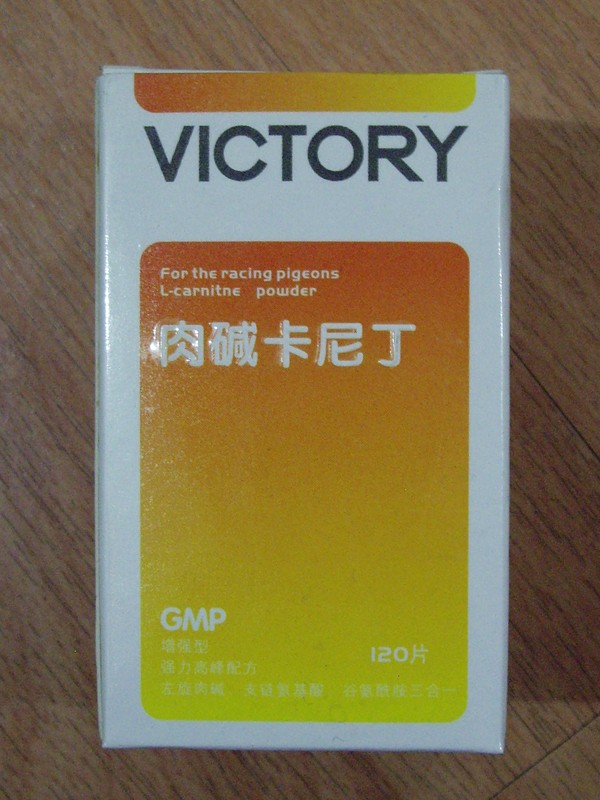 VICTORY
For the racing pigeons
L-carnitne powder
肉碱卡尼丁
GMP
增强型
120片
强力高峰配方
左旋肉碱 支链氨基酸 谷氨酰胺三合一